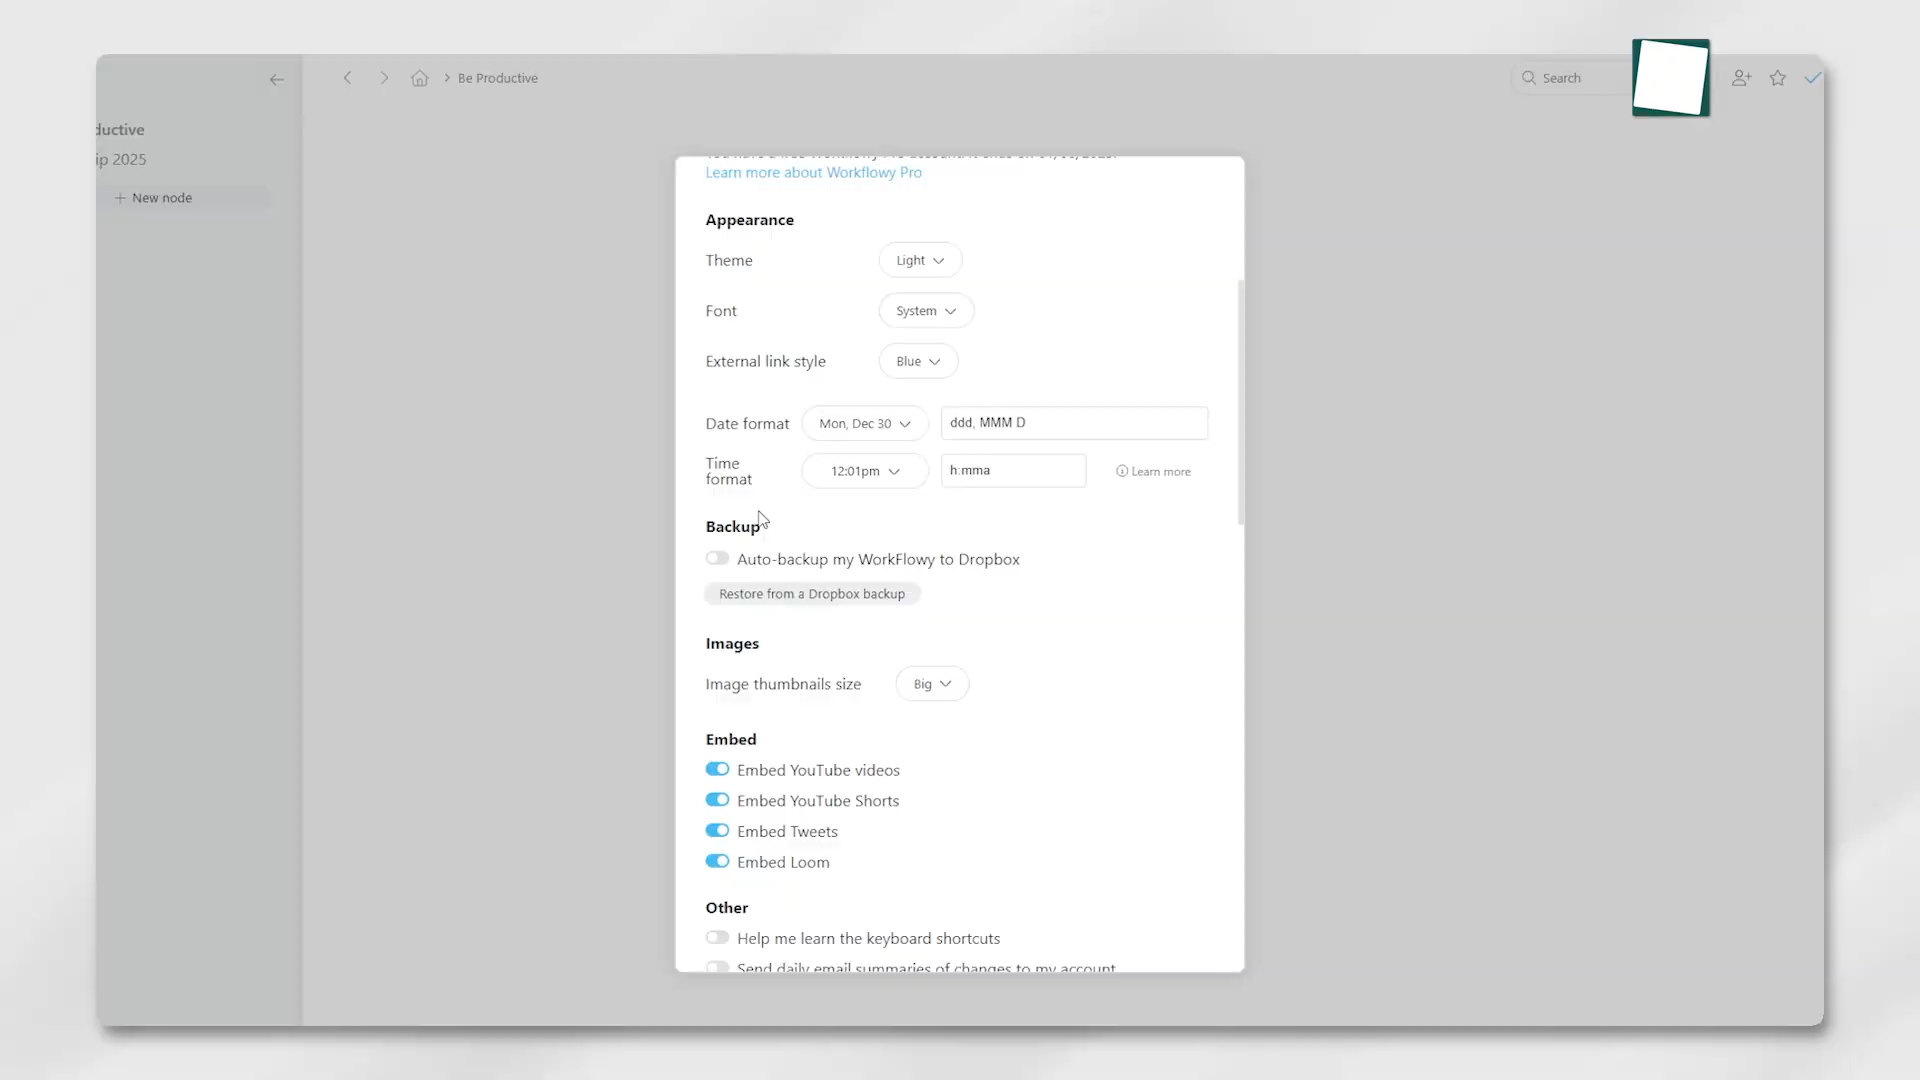 Be Productive
Search
ductive
ip 2025
New node
Learn more about Workflowy Pro
Appearance
Theme Light
Font System
External link style Blue
Date format Mon, Dec 30 ddd, MMM D
Time format 12:01pm h:mma Learn more
Backup
Auto-backup my WorkFlowy to Dropbox
Restore from a Dropbox backup
Images
Image thumbnails size Big
Embed
Embed YouTube videos
Embed YouTube Shorts
Embed Tweets
Embed Loom
Other
Help me learn the keyboard shortcuts
Send daily email summaries of changes to my account